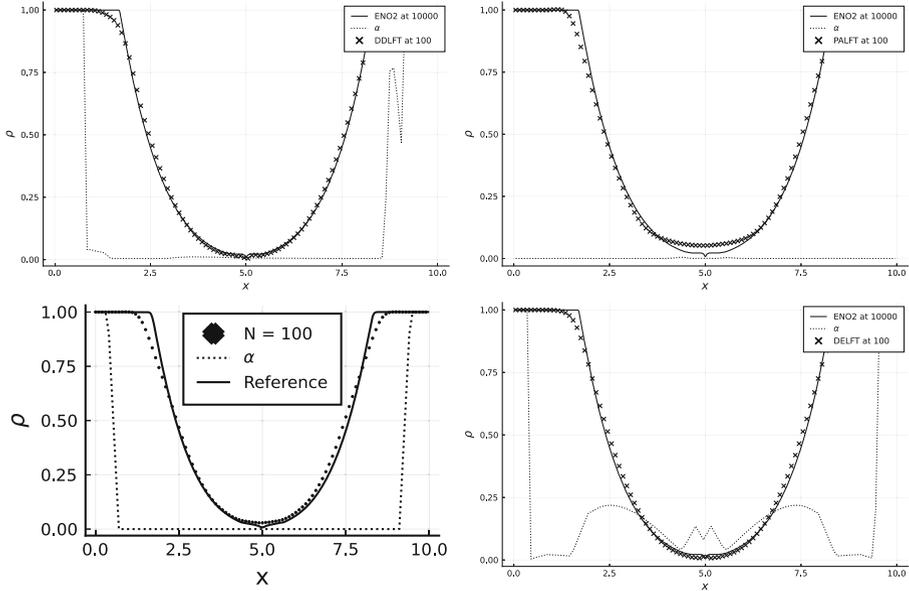 1.00
0.75
0.50
0.25
0.00
ρ
0.0
2.5
5.0
7.5
10.0
x
ENO2 at 10000
α
DDLFT at 100
1.00
0.75
0.50
0.25
0.00
ρ
0.0
2.5
5.0
7.5
10.0
x
ENO2 at 10000
α
PALFT at 100
1.00
0.75
0.50
0.25
0.00
ρ
0.0
2.5
5.0
7.5
10.0
x
N = 100
α
Reference
1.00
0.75
0.50
0.25
0.00
ρ
0.0
2.5
5.0
7.5
10.0
x
ENO2 at 10000
α
DELFT at 100